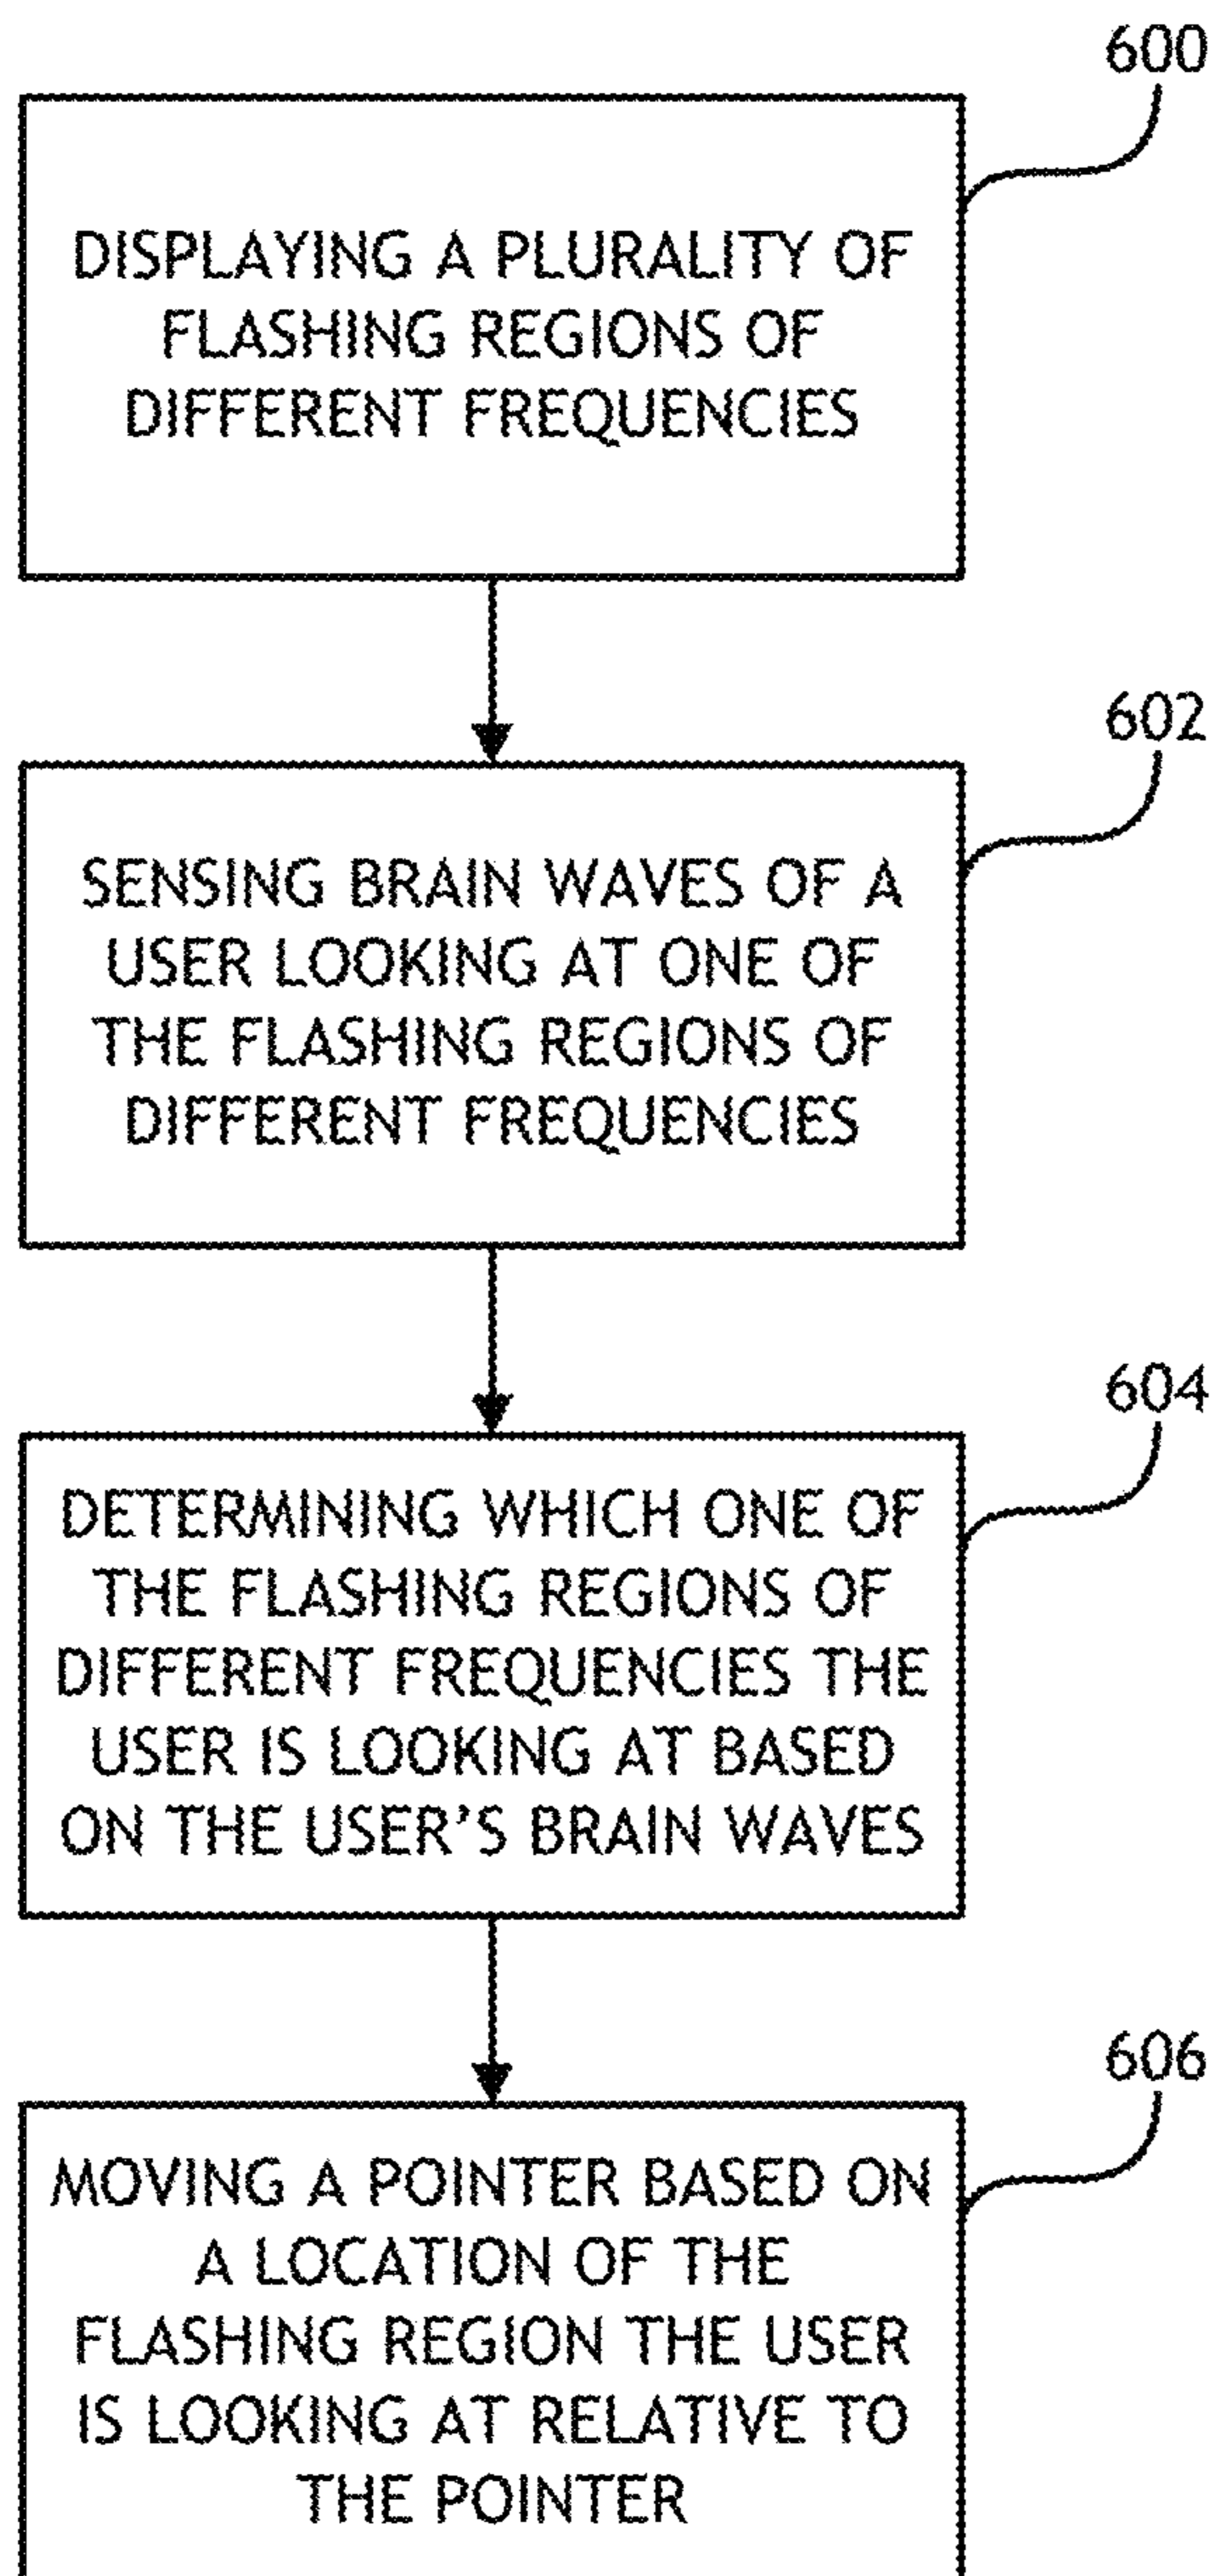 600
DISPLAYING A PLURALITY OF
FLASHING REGIONS OF
DIFFERENT FREQUENCIES
602
SENSING BRAIN WAVES OF A
USER LOOKING AT ONE OF
THE FLASHING REGIONS OF
DIFFERENT FREQUENCIES
604
DETERMINING WHICH ONE OF
THE FLASHING REGIONS OF
DIFFERENT FREQUENCIES THE
USER IS LOOKING AT BASED
ON THE USER'S BRAIN WAVES
606
MOVING A POINTER BASED ON
A LOCATION OF THE
FLASHING REGION THE USER
IS LOOKING AT RELATIVE TO
THE POINTER